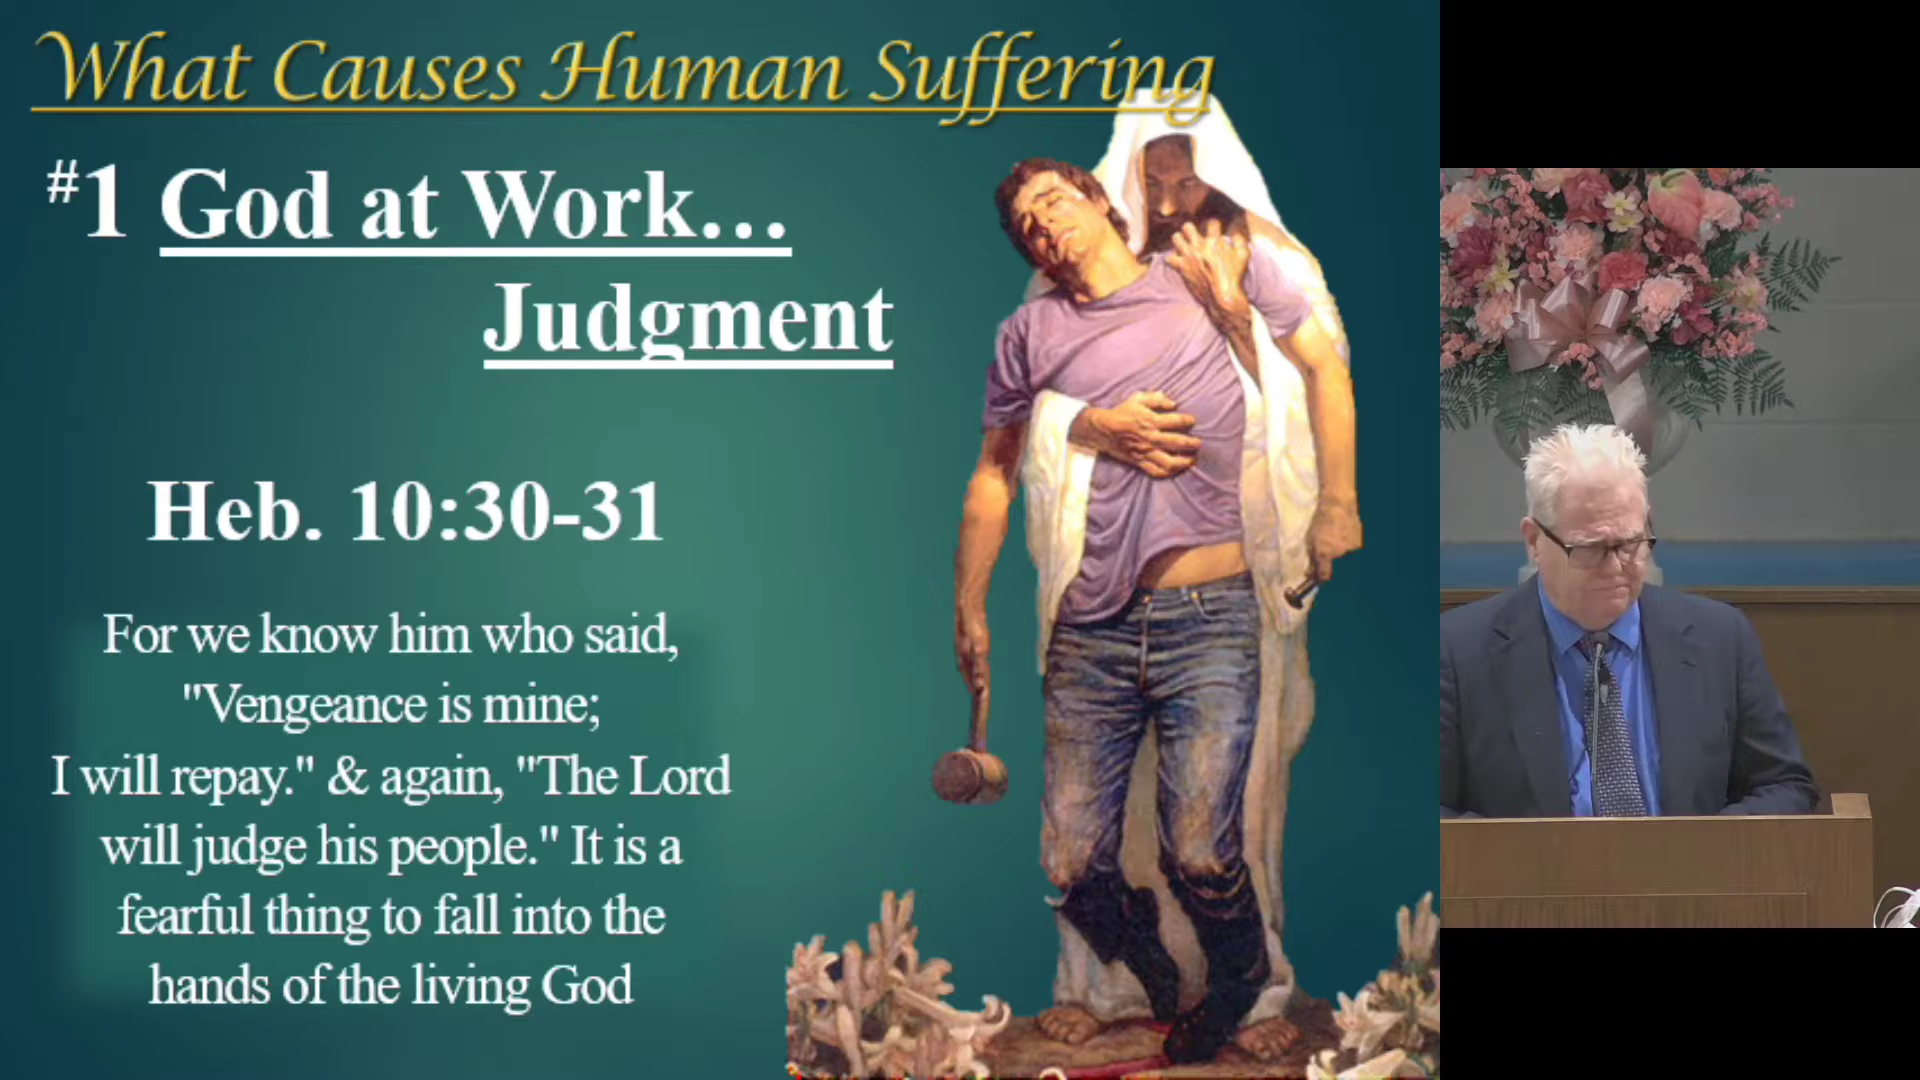 What Causes Human Suffering
#1 God at Work...
Judgment
Heb. 10:30-31
For we know him who said,
"Vengeance is mine;
I will repay." & again, "The Lord
will judge his people." It is a
fearful thing to fall into the
hands of the living God